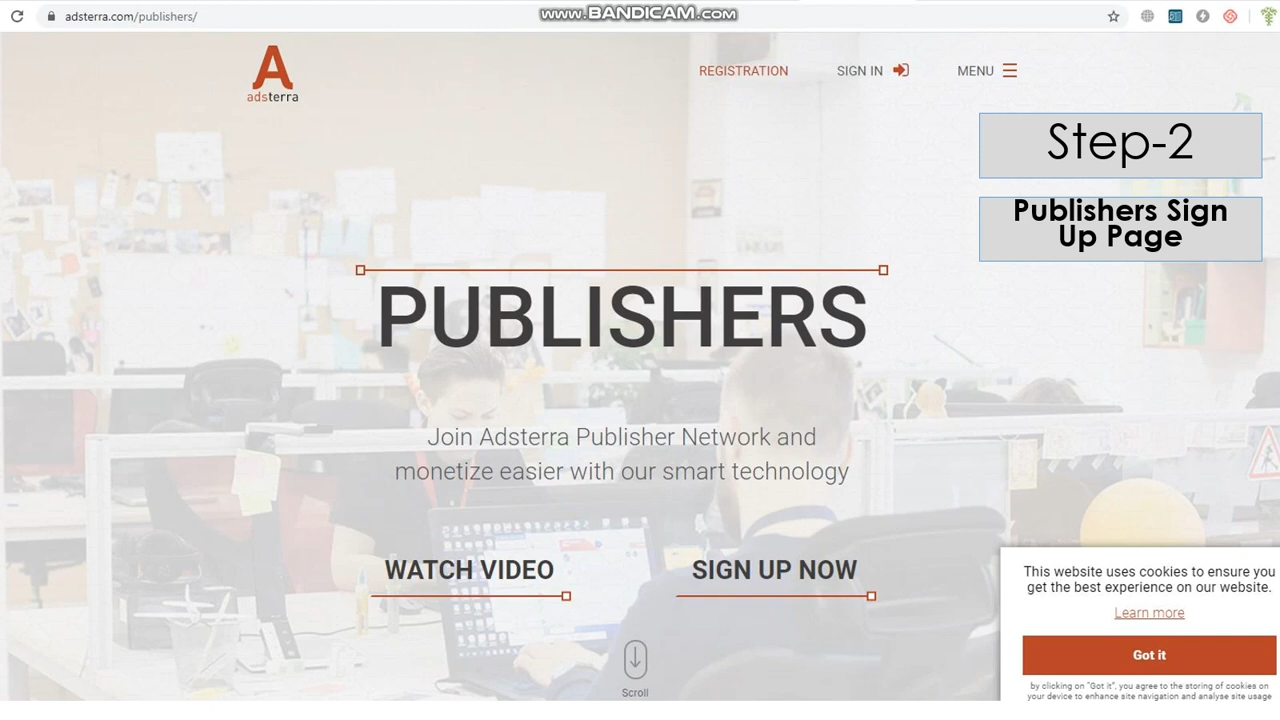 adsterra.com/publishers/
www.BANDICAM.com
A
adsterra
REGISTRATION
SIGN IN
MENU
Step-2
Publishers Sign
Up Page
PUBLISHERS
Join Adsterra Publisher Network and
monetize easier with our smart technology
WATCH VIDEO
SIGN UP NOW
Scroll
This website uses cookies to ensure you
get the best experience on our website.
Learn more
Got it
by clicking on "Got it", you agree to the storing of cookies on
your device to enhance site navigation and analyse site usage